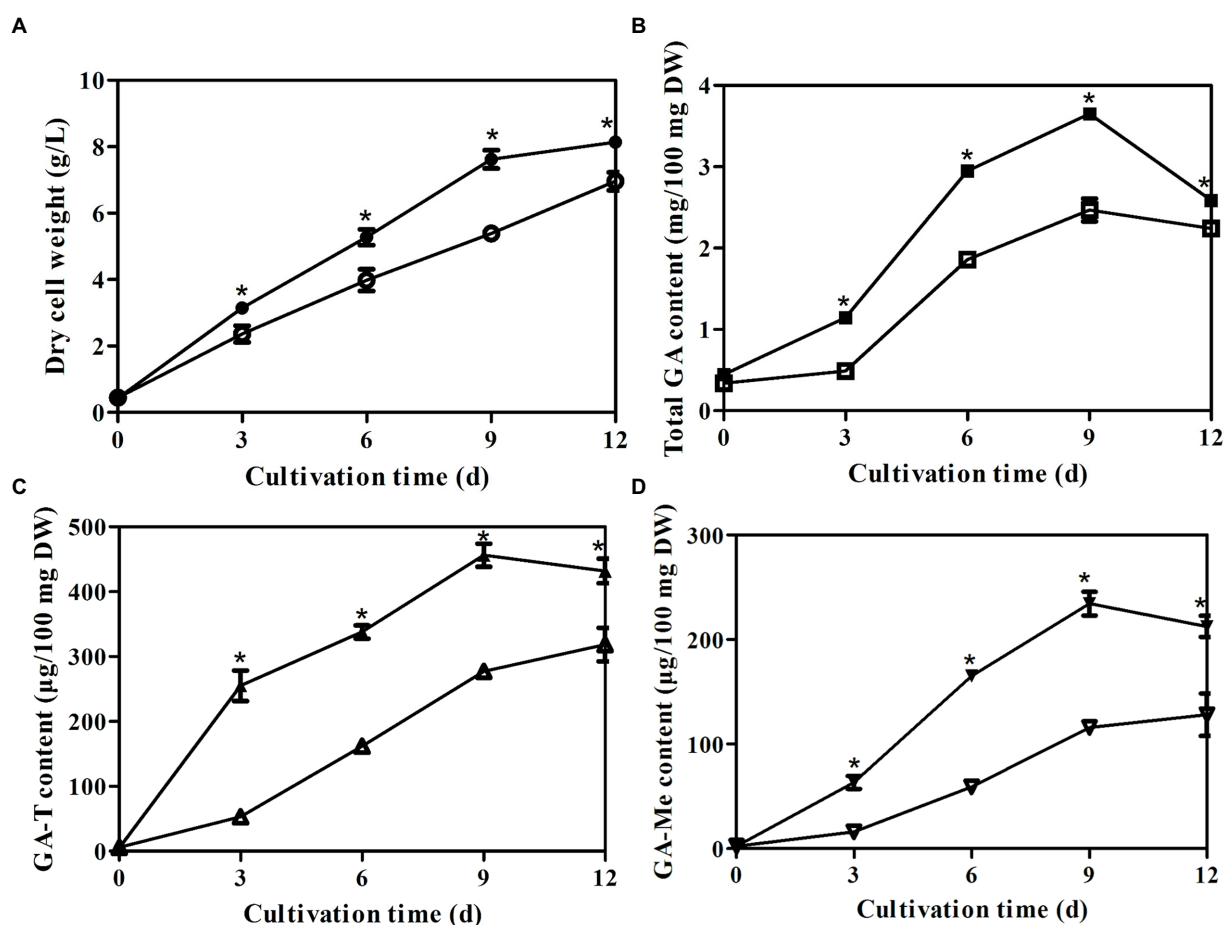 A
Dry cell weight (g/L)
10
8
6
4
2
0
* * * *
0 3 6 9 12
Cultivation time (d)
B
Total GA content (mg/100 mg DW)
4
3
2
1
0
* * * *
0 3 6 9 12
Cultivation time (d)
C
GA-T content (µg/100 mg DW)
500
400
300
200
100
0
* * * *
0 3 6 9 12
Cultivation time (d)
D
GA-Me content (µg/100 mg DW)
300
200
100
0
* * * *
0 3 6 9 12
Cultivation time (d)